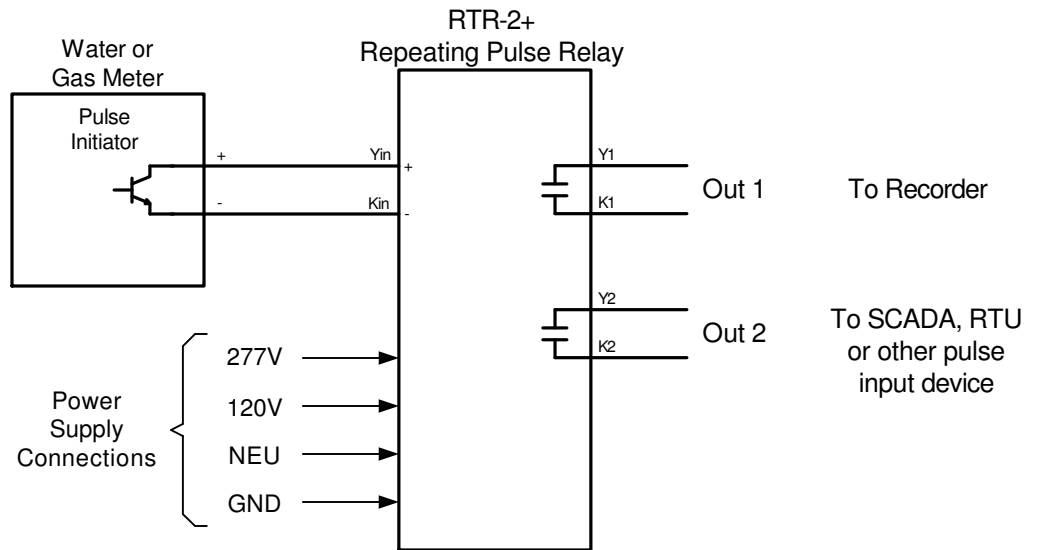 RTR-2+
Repeating Pulse Relay
Water or
Gas Meter
Pulse
Initiator
+
-
Yin
+
Kin
-
Y1
K1
Out 1
To Recorder
Y2
K2
Out 2
To SCADA, RTU
or other pulse
input device
Power
Supply
Connections
277V
120V
NEU
GND